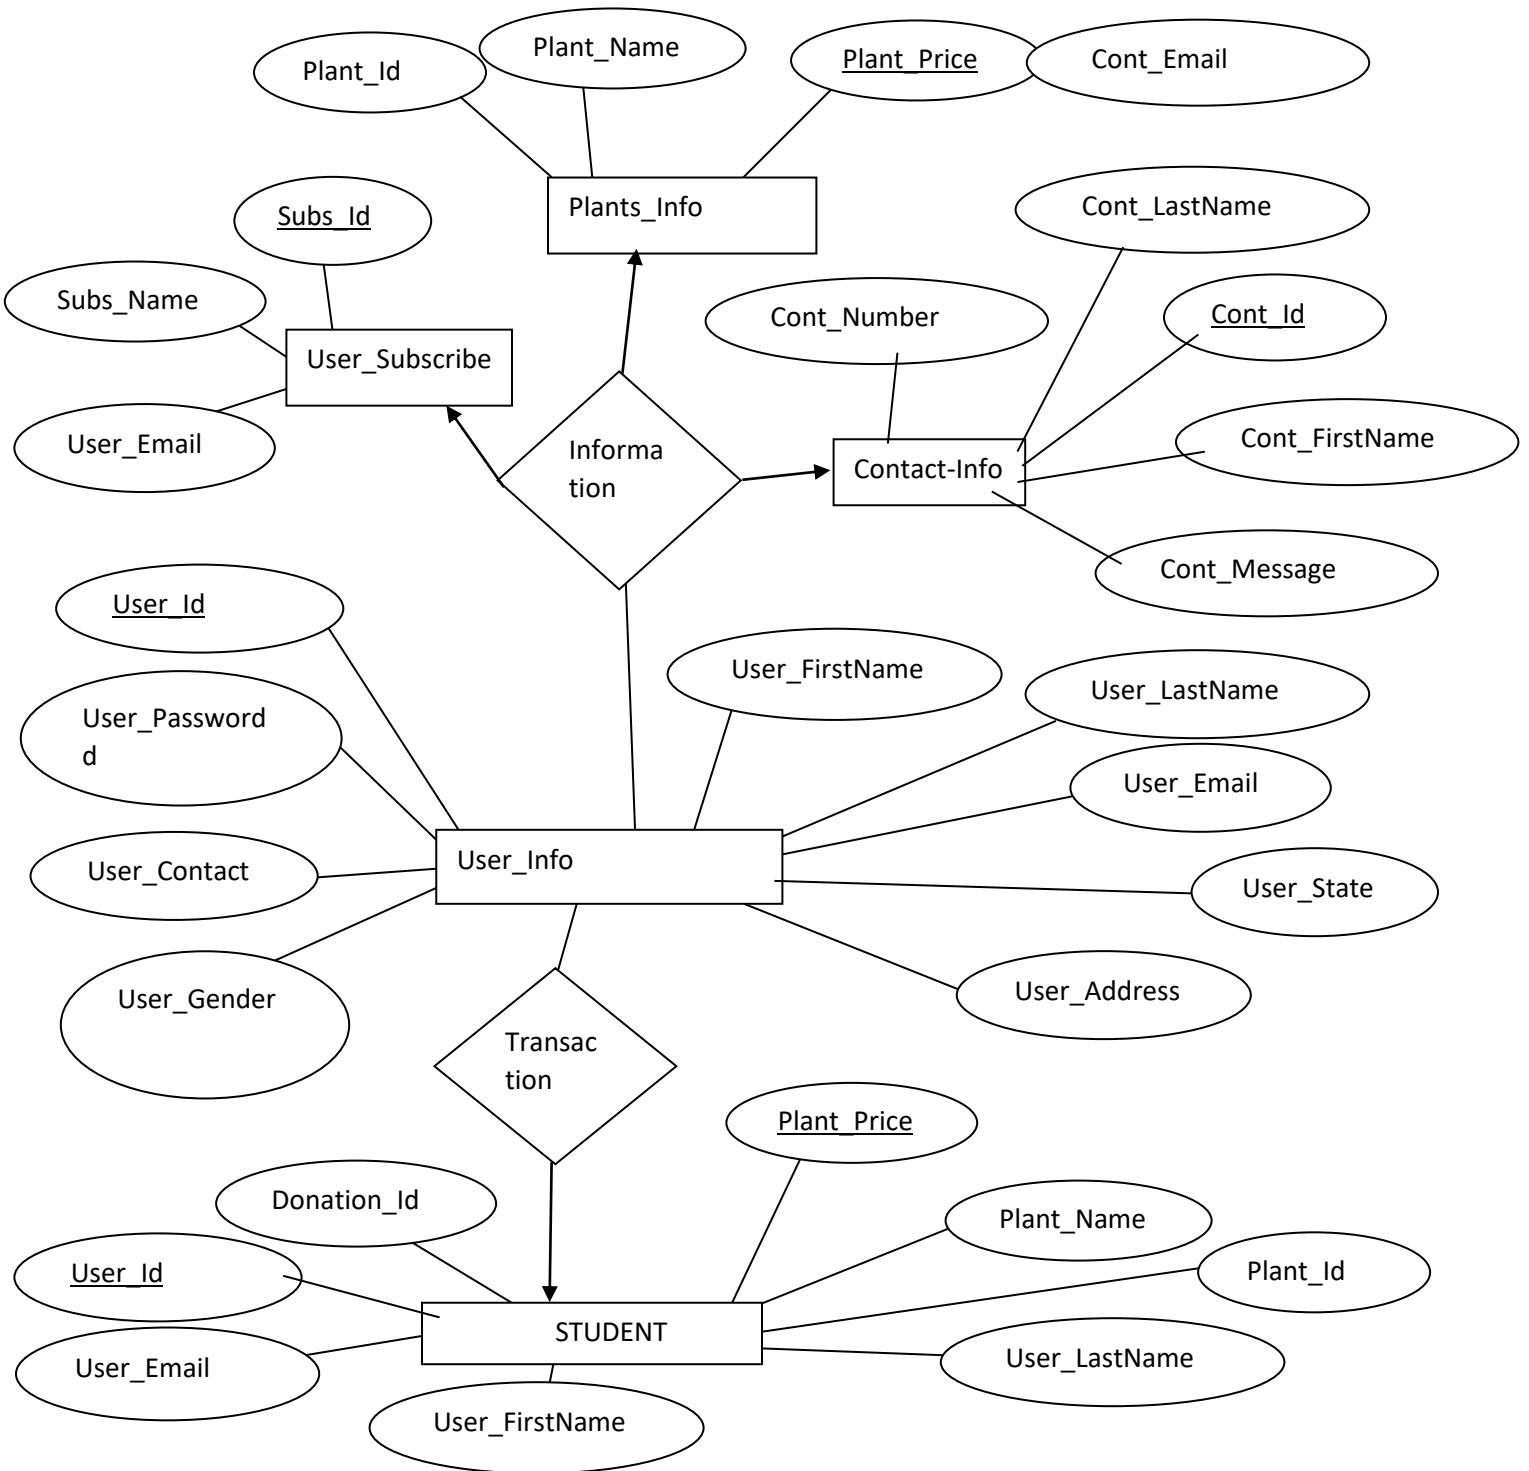 Plant_Name
Plant_Price
Cont_Email
Plant_Id
Plants_Info
Cont_LastName
Subs_Id
Subs_Name
Cont_Number
Cont_Id
User_Subscribe
User_Email
Informa
tion
Contact-Info
Cont_FirstName
Cont_Message
User_Id
User_FirstName
User_LastName
User_Password
d
User_Email
User_Info
User_Contact
User_State
User_Gender
User_Address
Transac
tion
Plant_Price
Donation_Id
Plant_Name
User_Id
Plant_Id
STUDENT
User_Email
User_LastName
User_FirstName